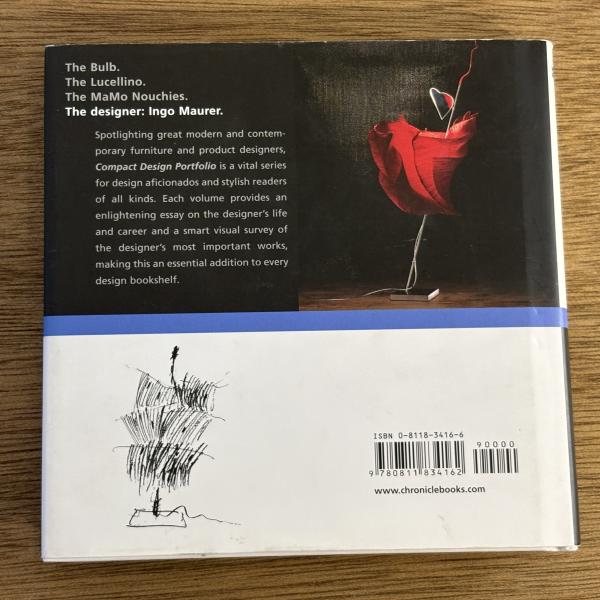 The Bulb.
The Lucellino.
The MaMo Nouchies.
The designer: Ingo Maurer.
Spotlighting great modern and contem-
porary furniture and product designers,
Compact Design Portfolio is a vital series
for design aficionados and stylish readers
of all kinds. Each volume provides an
enlightening essay on the designer's life
and career and a smart visual survey of
the designer's most important works,
making this an essential addition to every
design bookshelf.
ISBN 0-8118-3416-6
90000
9 780811 834162
www.chroniclebooks.com